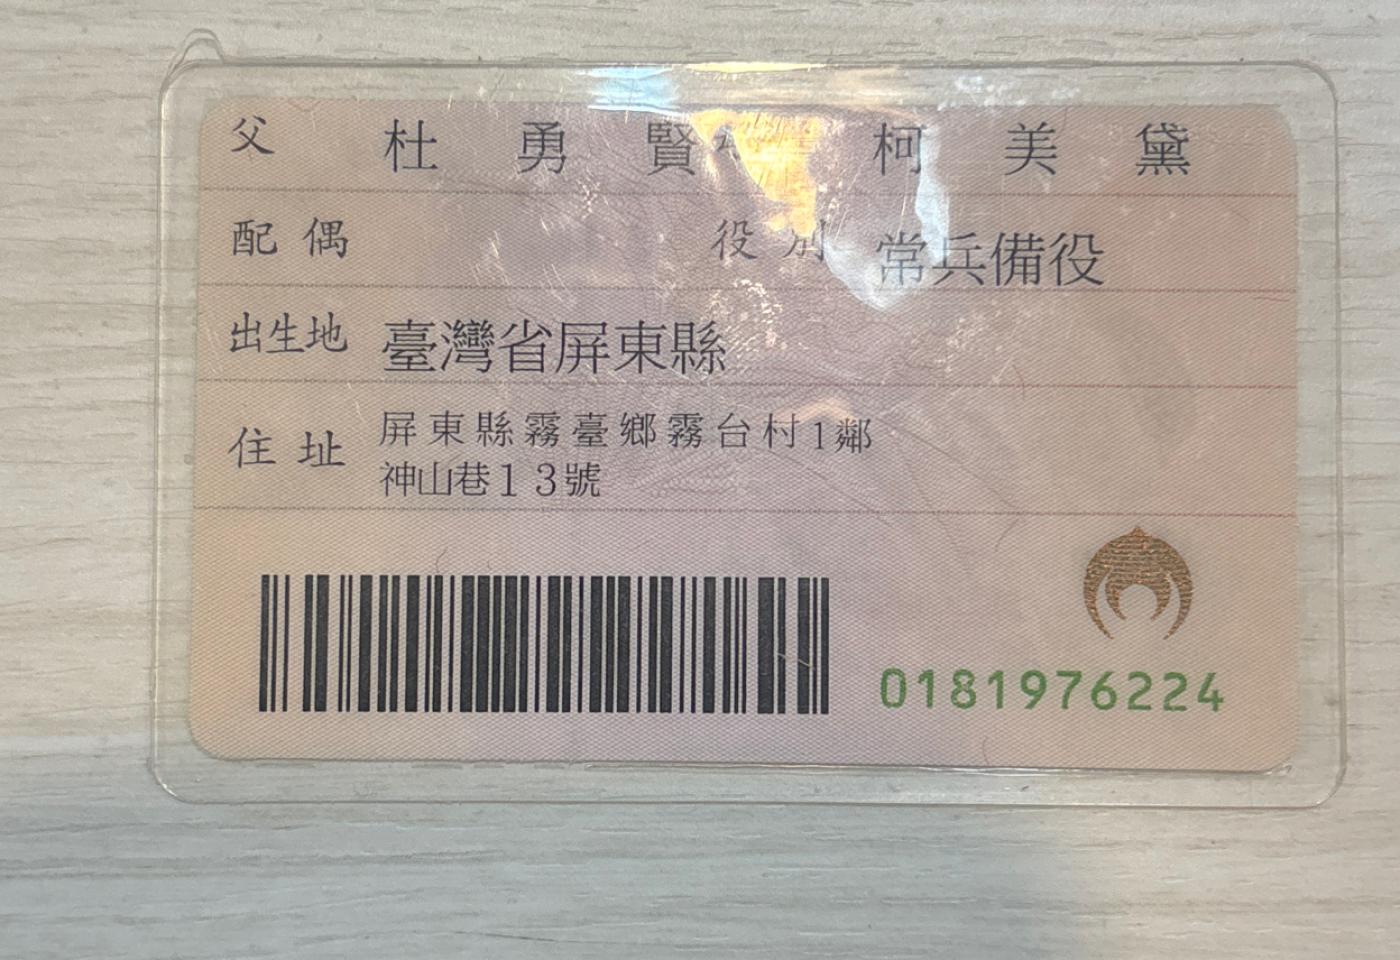 父 杜勇賢 柯美黛
配偶 役別 常兵備役
出生地 臺灣省屏東縣
住址 屏東縣霧臺鄉霧台村1鄰
神山巷13號
0181976224